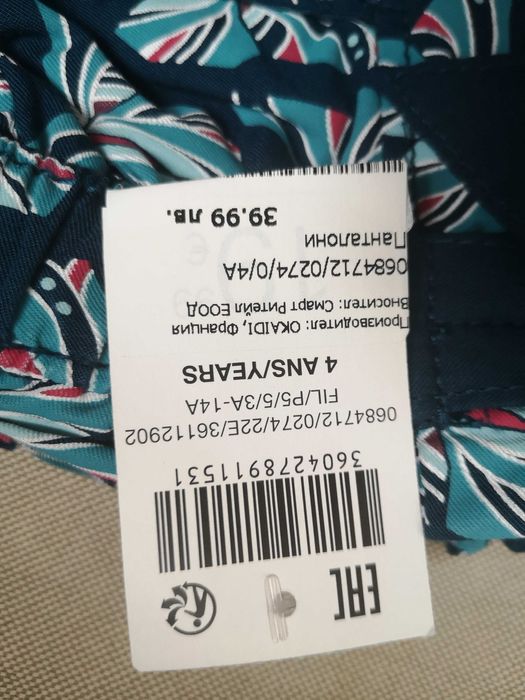 EAC
3604278911531
0684712/0274/22E/36112902
FIL/P5/5/3A-14A
4 ANS/YEARS
Производител: OKAIDI, Франция
Вносител: Смарт Ритейл ЕООД
0684712/0274/0/4A
Панталони
39.99 лв.